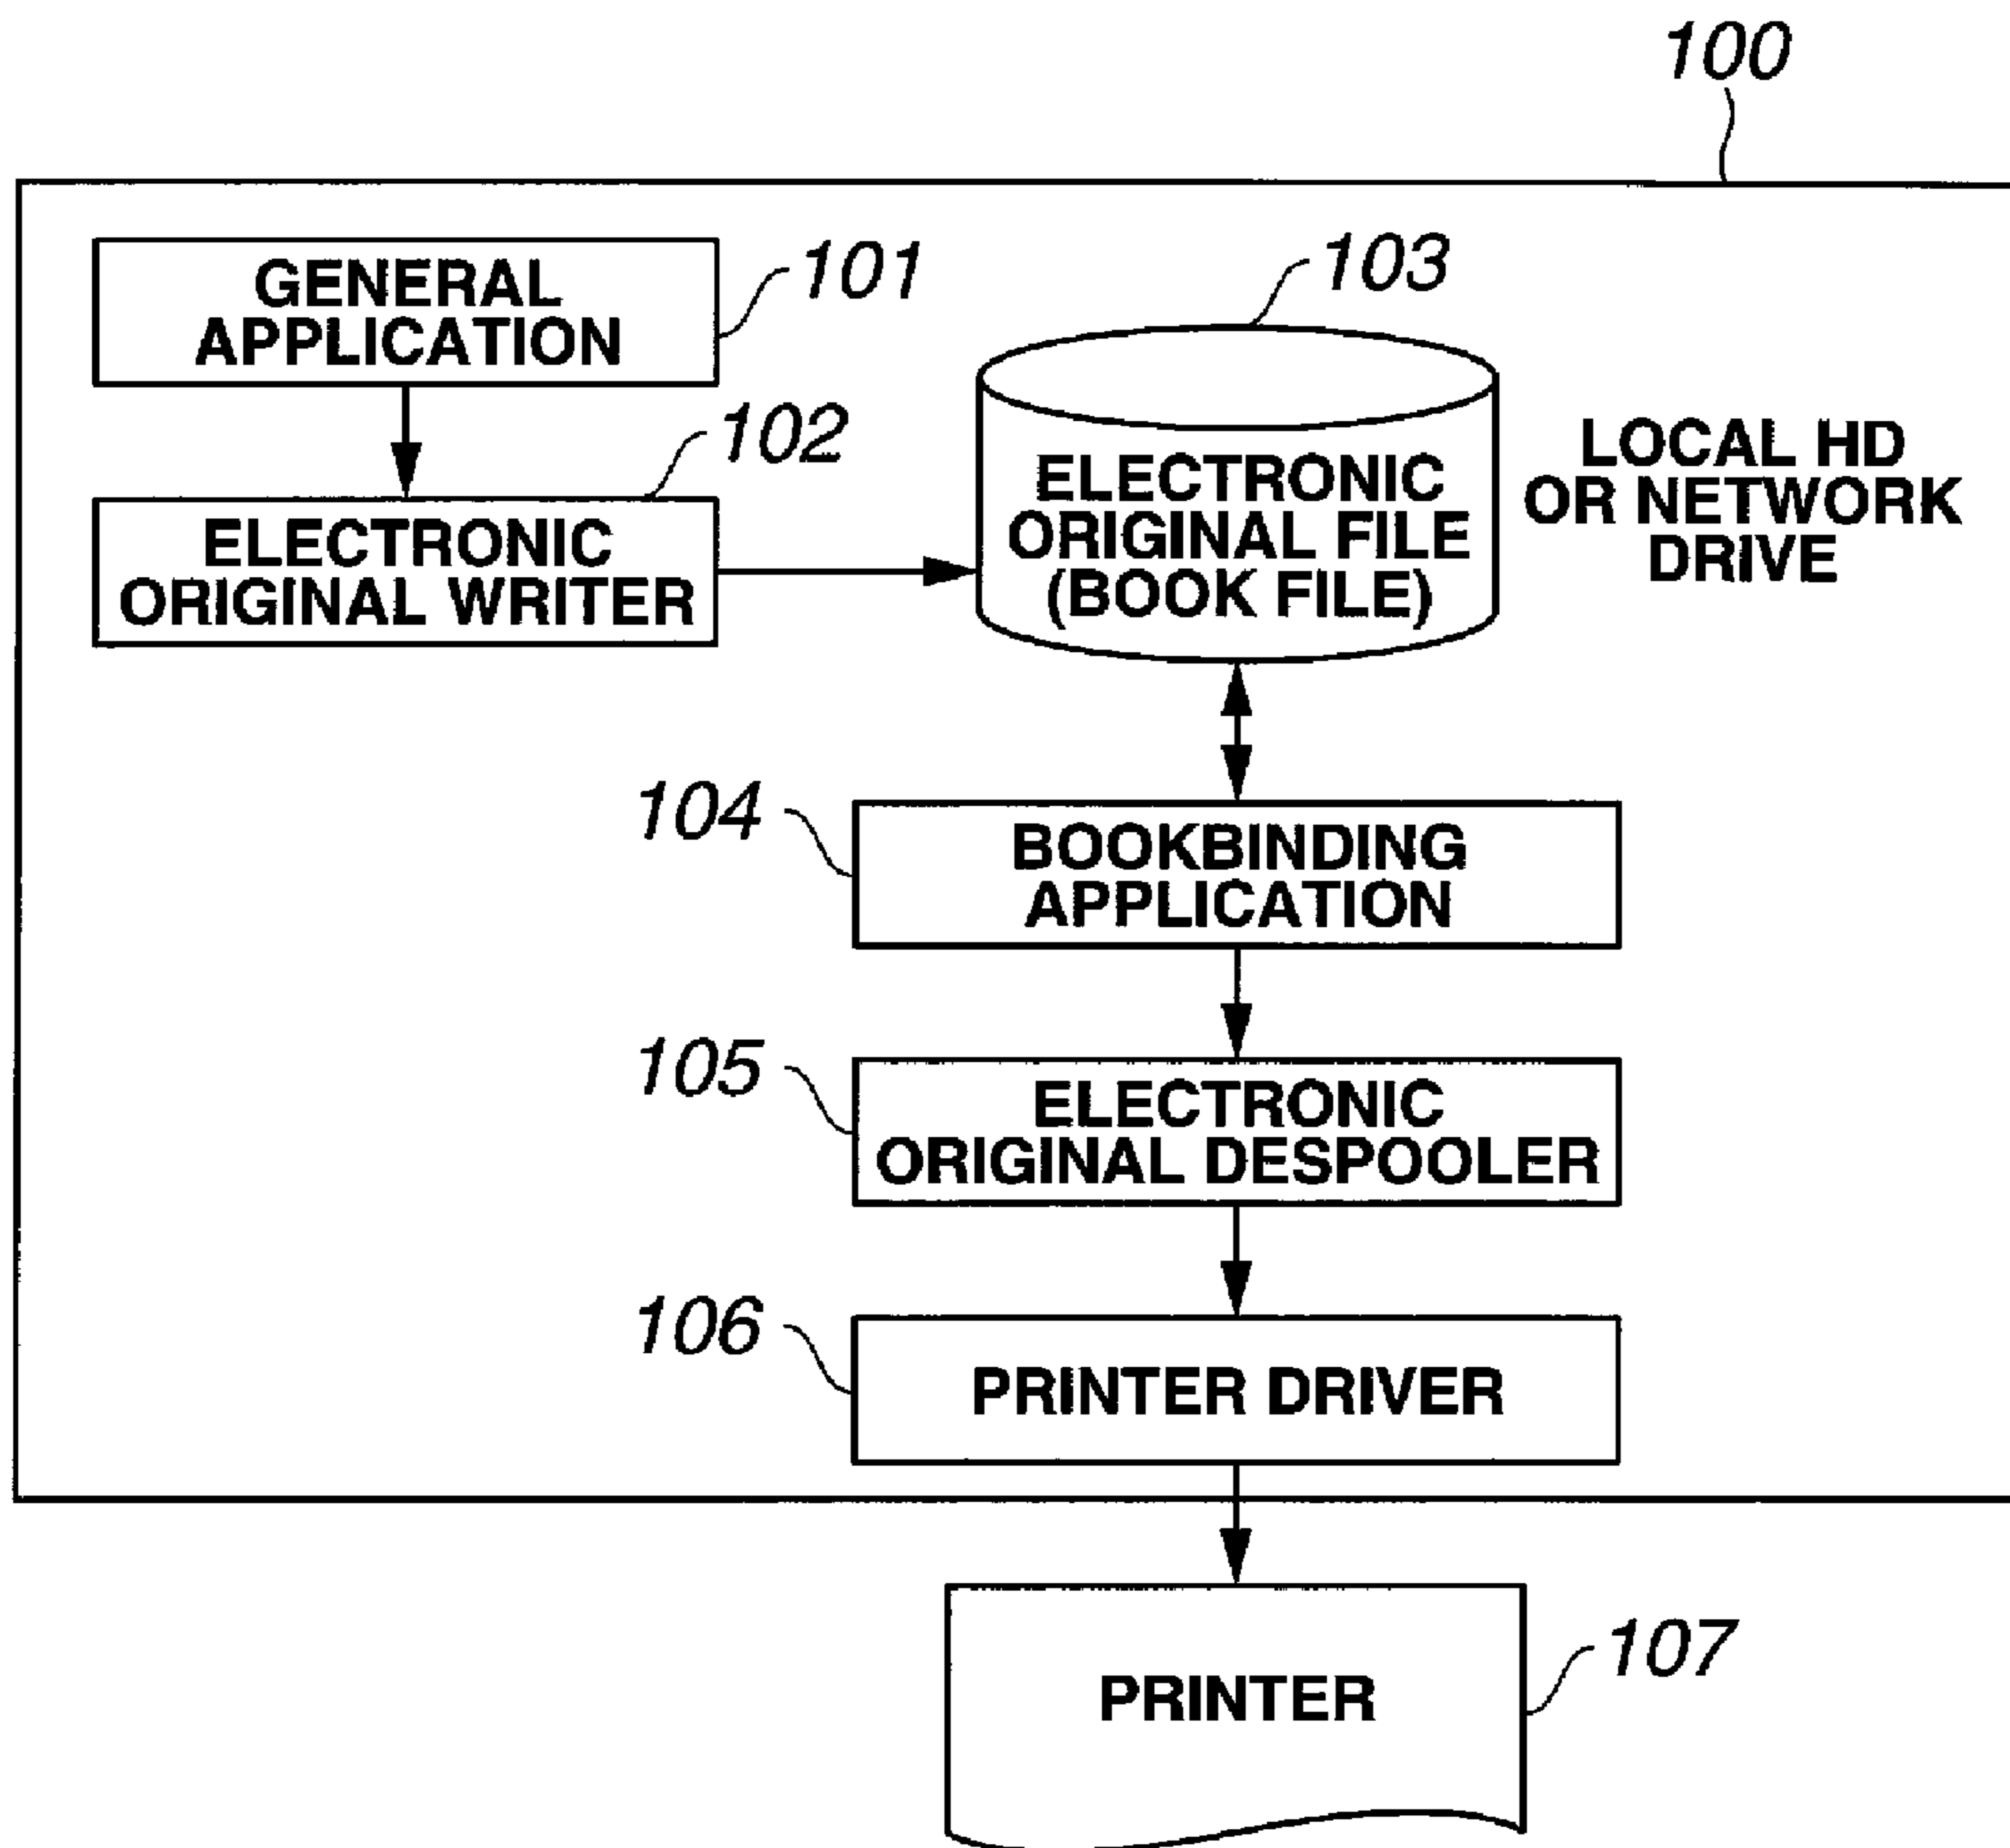 100
GENERAL
APPLICATION
101
102
ELECTRONIC
ORIGINAL WRITER
103
ELECTRONIC
ORIGINAL FILE
(BOOK FILE)
LOCAL HD
OR NETWORK
DRIVE
104
BOOKBINDING
APPLICATION
105
ELECTRONIC
ORIGINAL DESPOOLER
106
PRINTER DRIVER
PRINTER
107